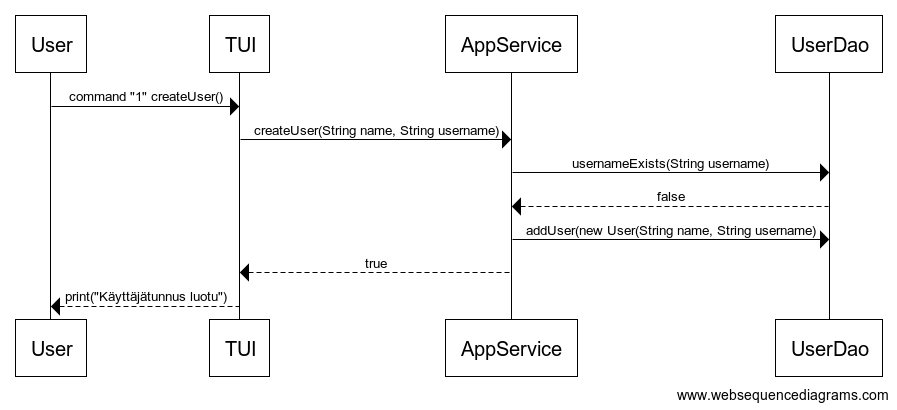 User
TUI
AppService
UserDao
command "1" createUser()
createUser(String name, String username)
usernameExists(String username)
false
addUser(new User(String name, String username)
true
print("Käyttäjätunnus luotu")
User
TUI
AppService
UserDao
www.websequencediagrams.com